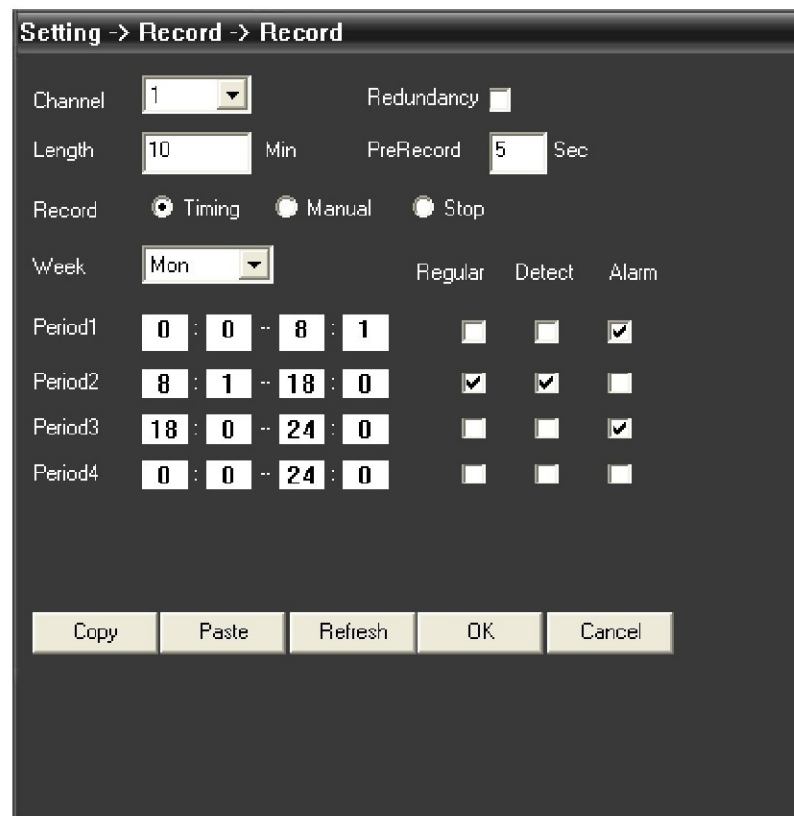 Setting -> Record -> Record
Channel 1 Redundancy
Length 10 Min PreRecord 5 Sec
Record Timing Manual Stop
Week Mon Regular Detect Alarm
Period1 0 : 0 -- 8 : 1
Period2 8 : 1 -- 18 : 0
Period3 18 : 0 -- 24 : 0
Period4 0 : 0 -- 24 : 0
Copy Paste Refresh OK Cancel